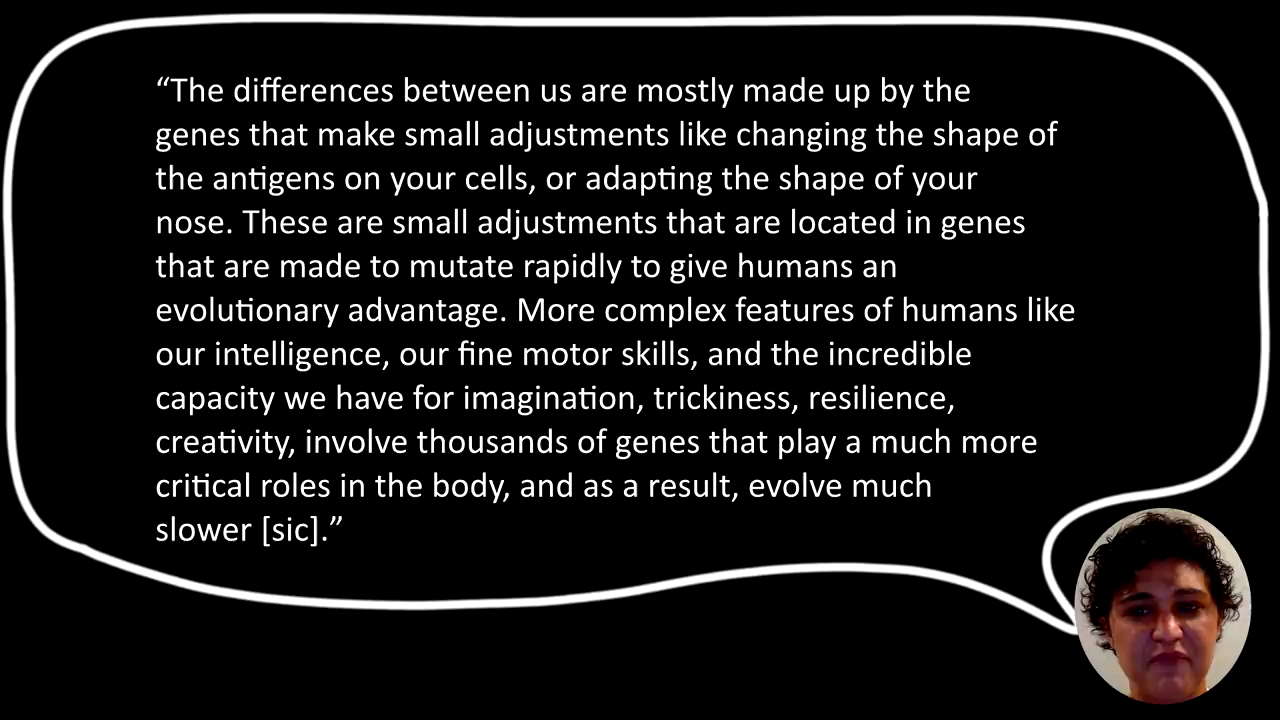 “The differences between us are mostly made up by the
genes that make small adjustments like changing the shape of
the antigens on your cells, or adapting the shape of your
nose. These are small adjustments that are located in genes
that are made to mutate rapidly to give humans an
evolutionary advantage. More complex features of humans like
our intelligence, our fine motor skills, and the incredible
capacity we have for imagination, trickiness, resilience,
creativity, involve thousands of genes that play a much more
critical roles in the body, and as a result, evolve much
slower [sic].”